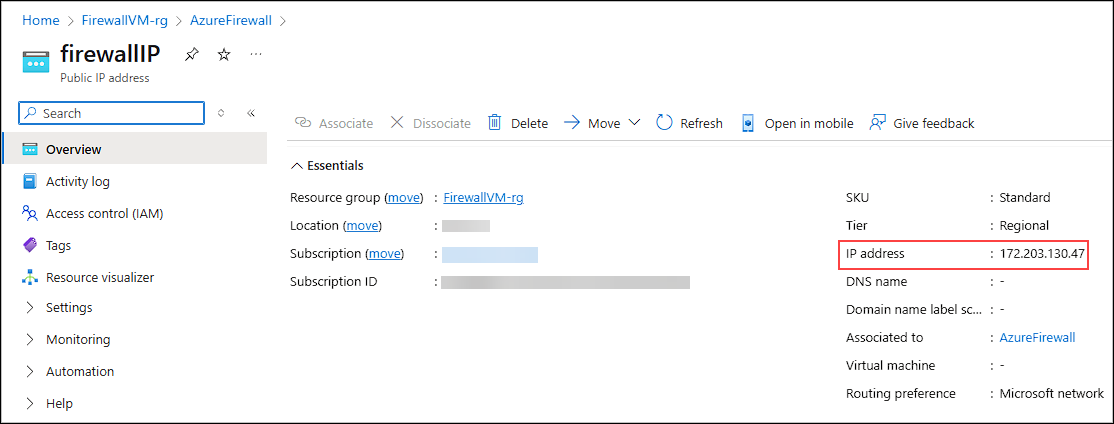 Home > FirewallVM-rg > AzureFirewall >
firewallIP
Public IP address
Search
Overview
Activity log
Access control (IAM)
Tags
Resource visualizer
Settings
Monitoring
Automation
Help
Associate Dissociate Delete Move Refresh Open in mobile Give feedback
Essentials
Resource group (move) : FirewallVM-rg
Location (move) :
Subscription (move) :
Subscription ID :
SKU : Standard
Tier : Regional
IP address : 172.203.130.47
DNS name : -
Domain name label sc... : -
Associated to : AzureFirewall
Virtual machine : -
Routing preference : Microsoft network